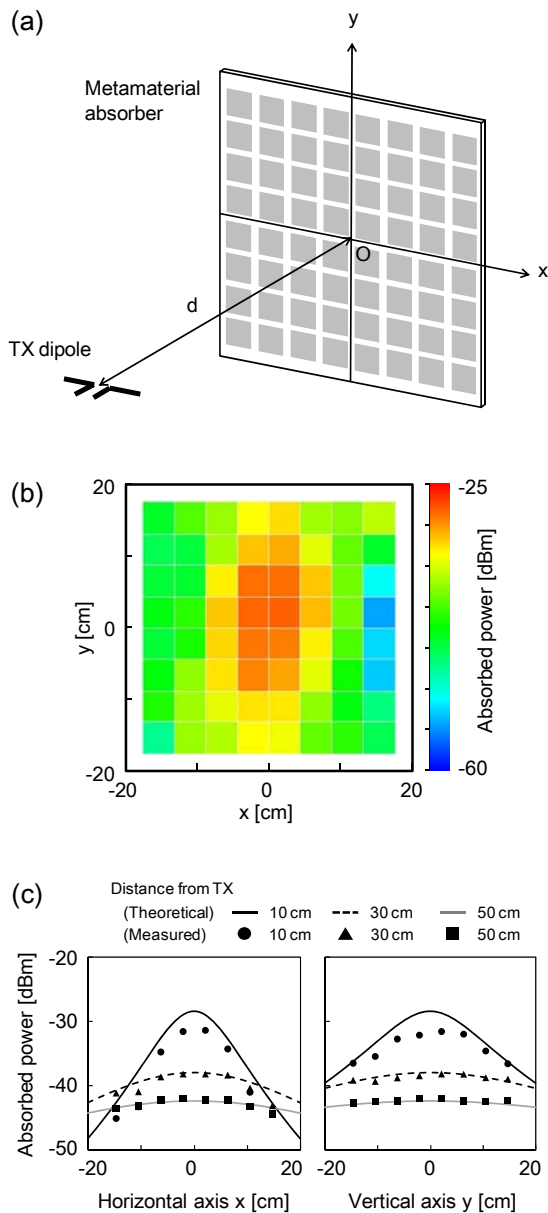 (a)
y
Metamaterial
absorber
O
x
d
TX dipole
(b)
20
0
-20
y [cm]
-20
0
20
x [cm]
-25
-60
Absorbed power [dBm]
(c)
Distance from TX
(Theoretical) 10 cm 30 cm 50 cm
(Measured) 10 cm 30 cm 50 cm
-20
-30
-40
-50
Absorbed power [dBm]
-20 0 20 -20 0 20
Horizontal axis x [cm] Vertical axis y [cm]